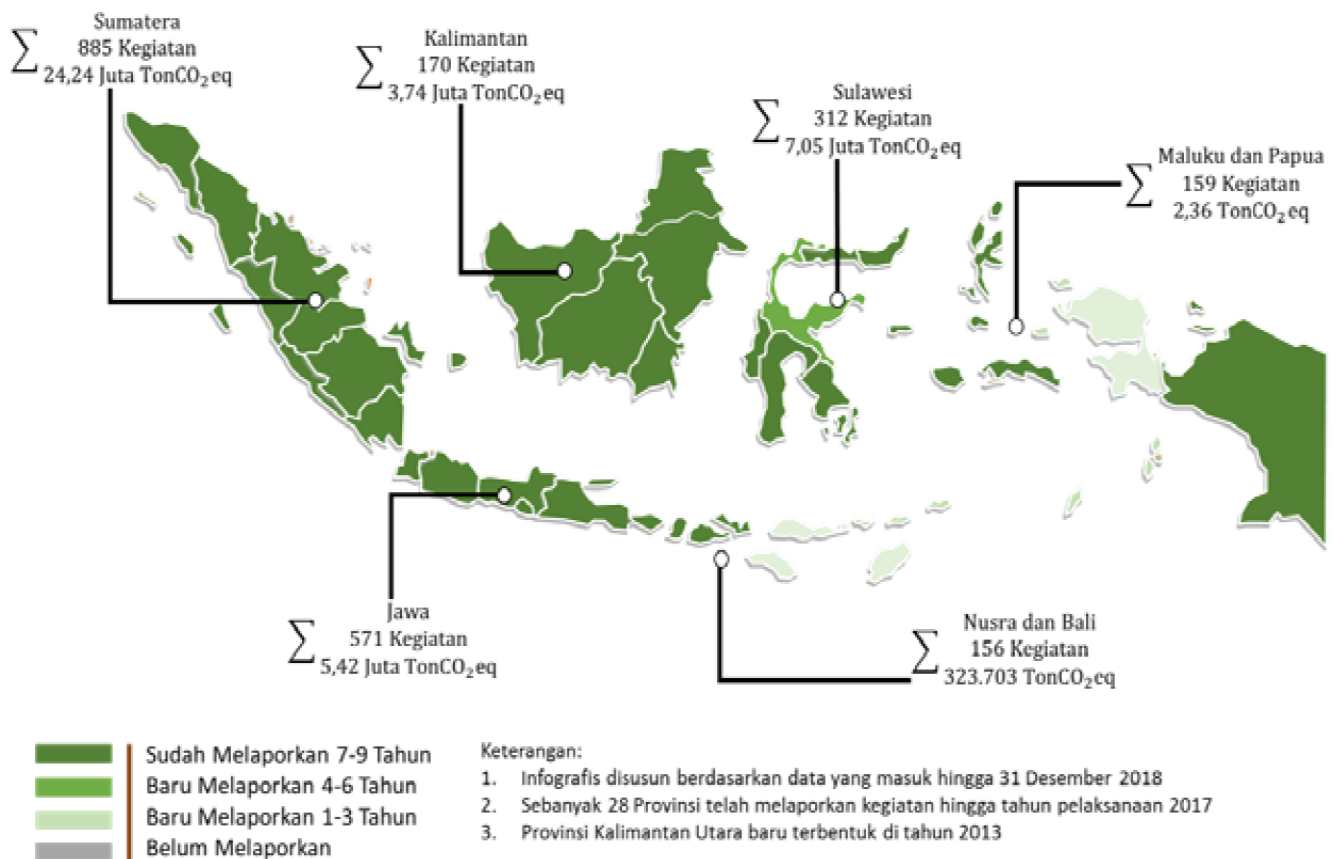 Sumatera
∑ 885 Kegiatan
24,24 Juta TonCO₂eq
Kalimantan
∑ 170 Kegiatan
3,74 Juta TonCO₂eq
Sulawesi
∑ 312 Kegiatan
7,05 Juta TonCO₂eq
Maluku dan Papua
∑ 159 Kegiatan
2,36 TonCO₂eq
Jawa
∑ 571 Kegiatan
5,42 Juta TonCO₂eq
Nusra dan Bali
∑ 156 Kegiatan
323.703 TonCO₂eq
Sudah Melaporkan 7-9 Tahun
Baru Melaporkan 4-6 Tahun
Baru Melaporkan 1-3 Tahun
Belum Melaporkan
Keterangan:
1. Infografis disusun berdasarkan data yang masuk hingga 31 Desember 2018
2. Sebanyak 28 Provinsi telah melaporkan kegiatan hingga tahun pelaksanaan 2017
3. Provinsi Kalimantan Utara baru terbentuk di tahun 2013